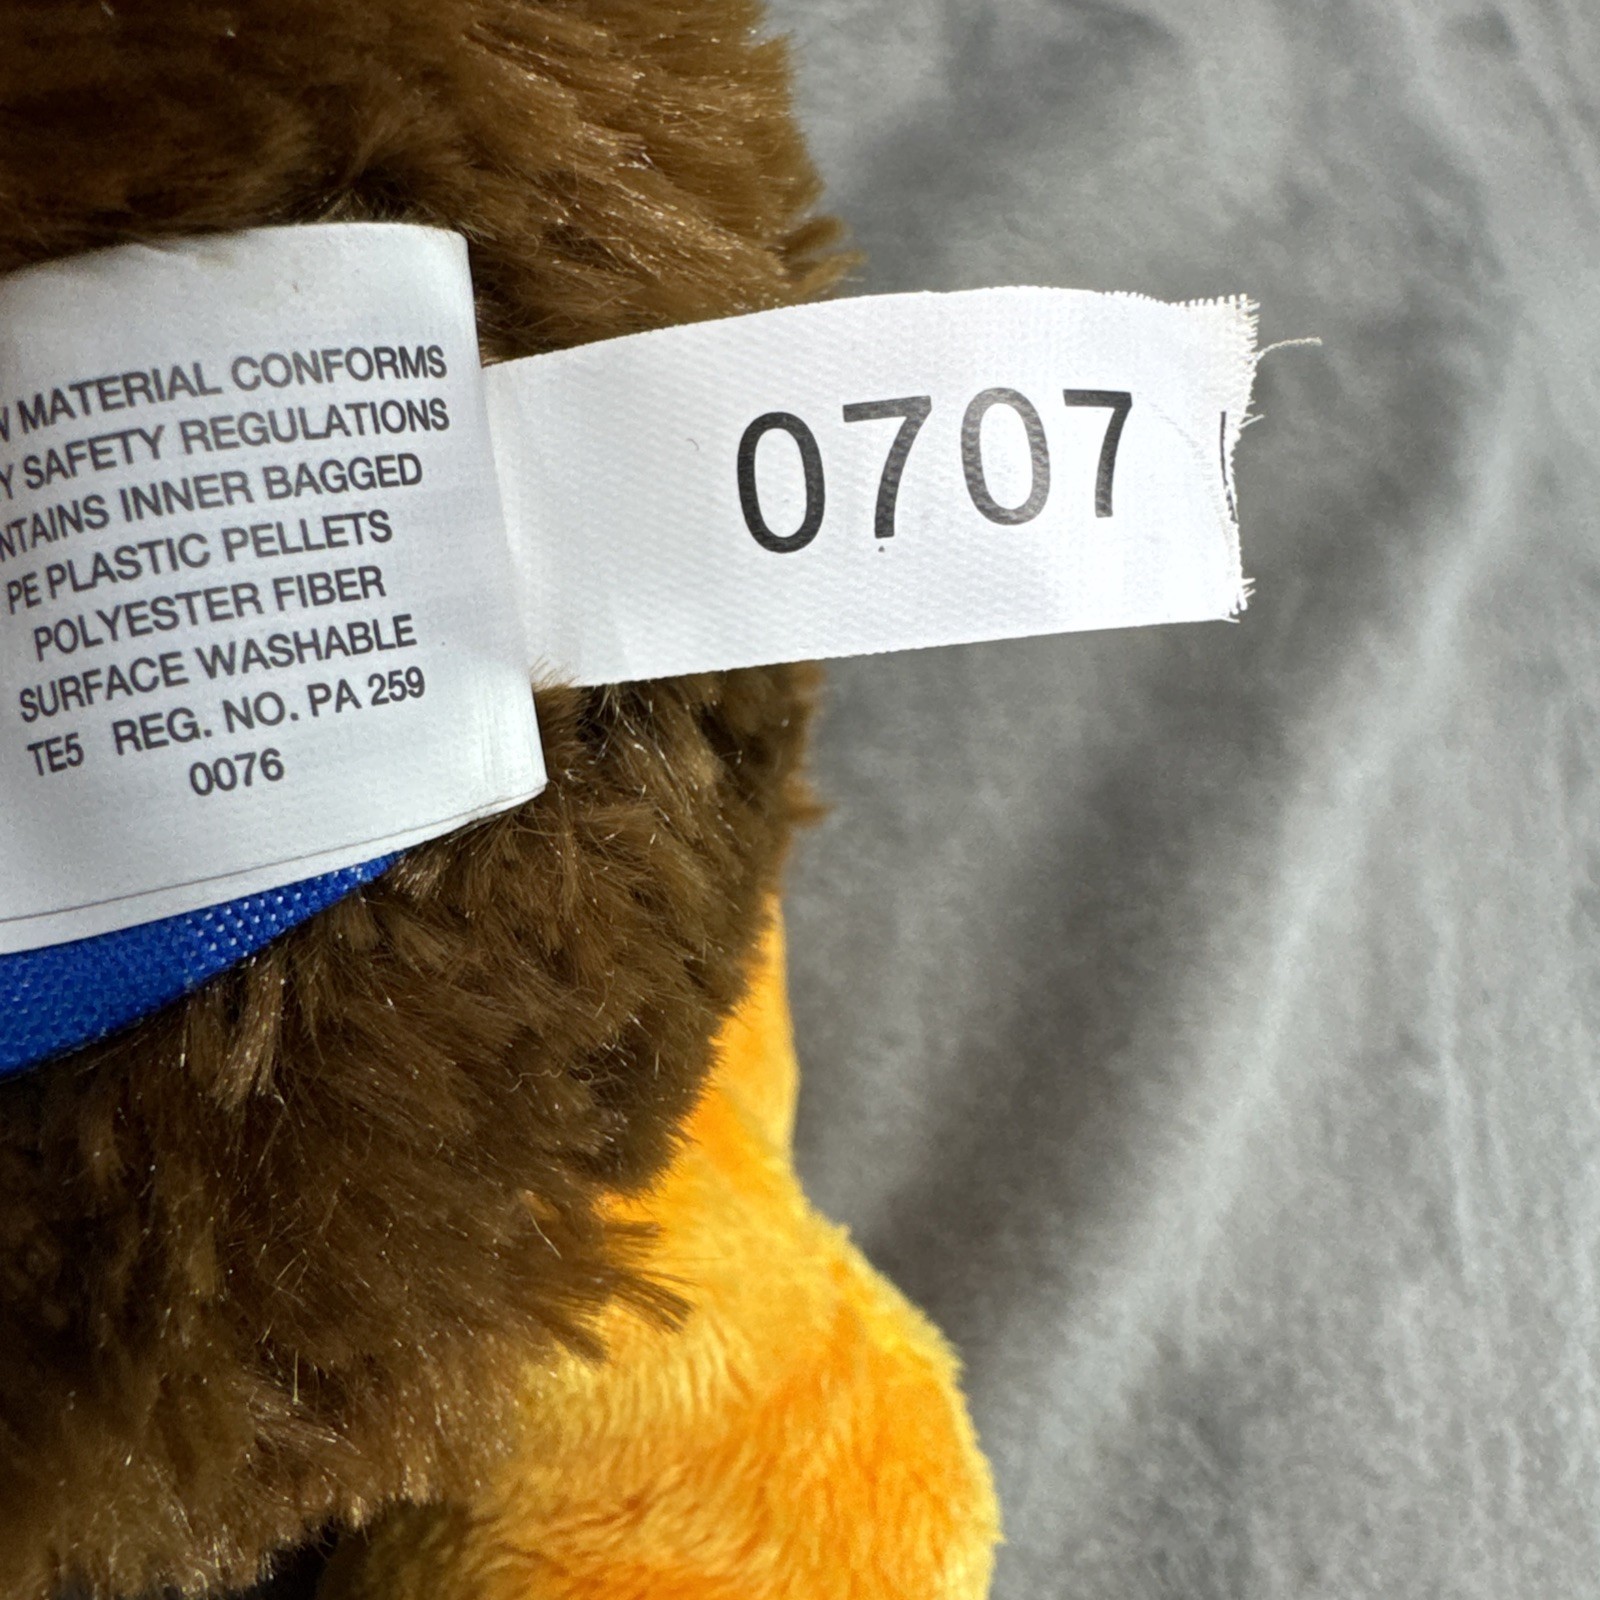 MATERIAL CONFORMS
Y SAFETY REGULATIONS
NTAINS INNER BAGGED
PE PLASTIC PELLETS
POLYESTER FIBER
SURFACE WASHABLE
TE5 REG. NO. PA 259
0076
0707